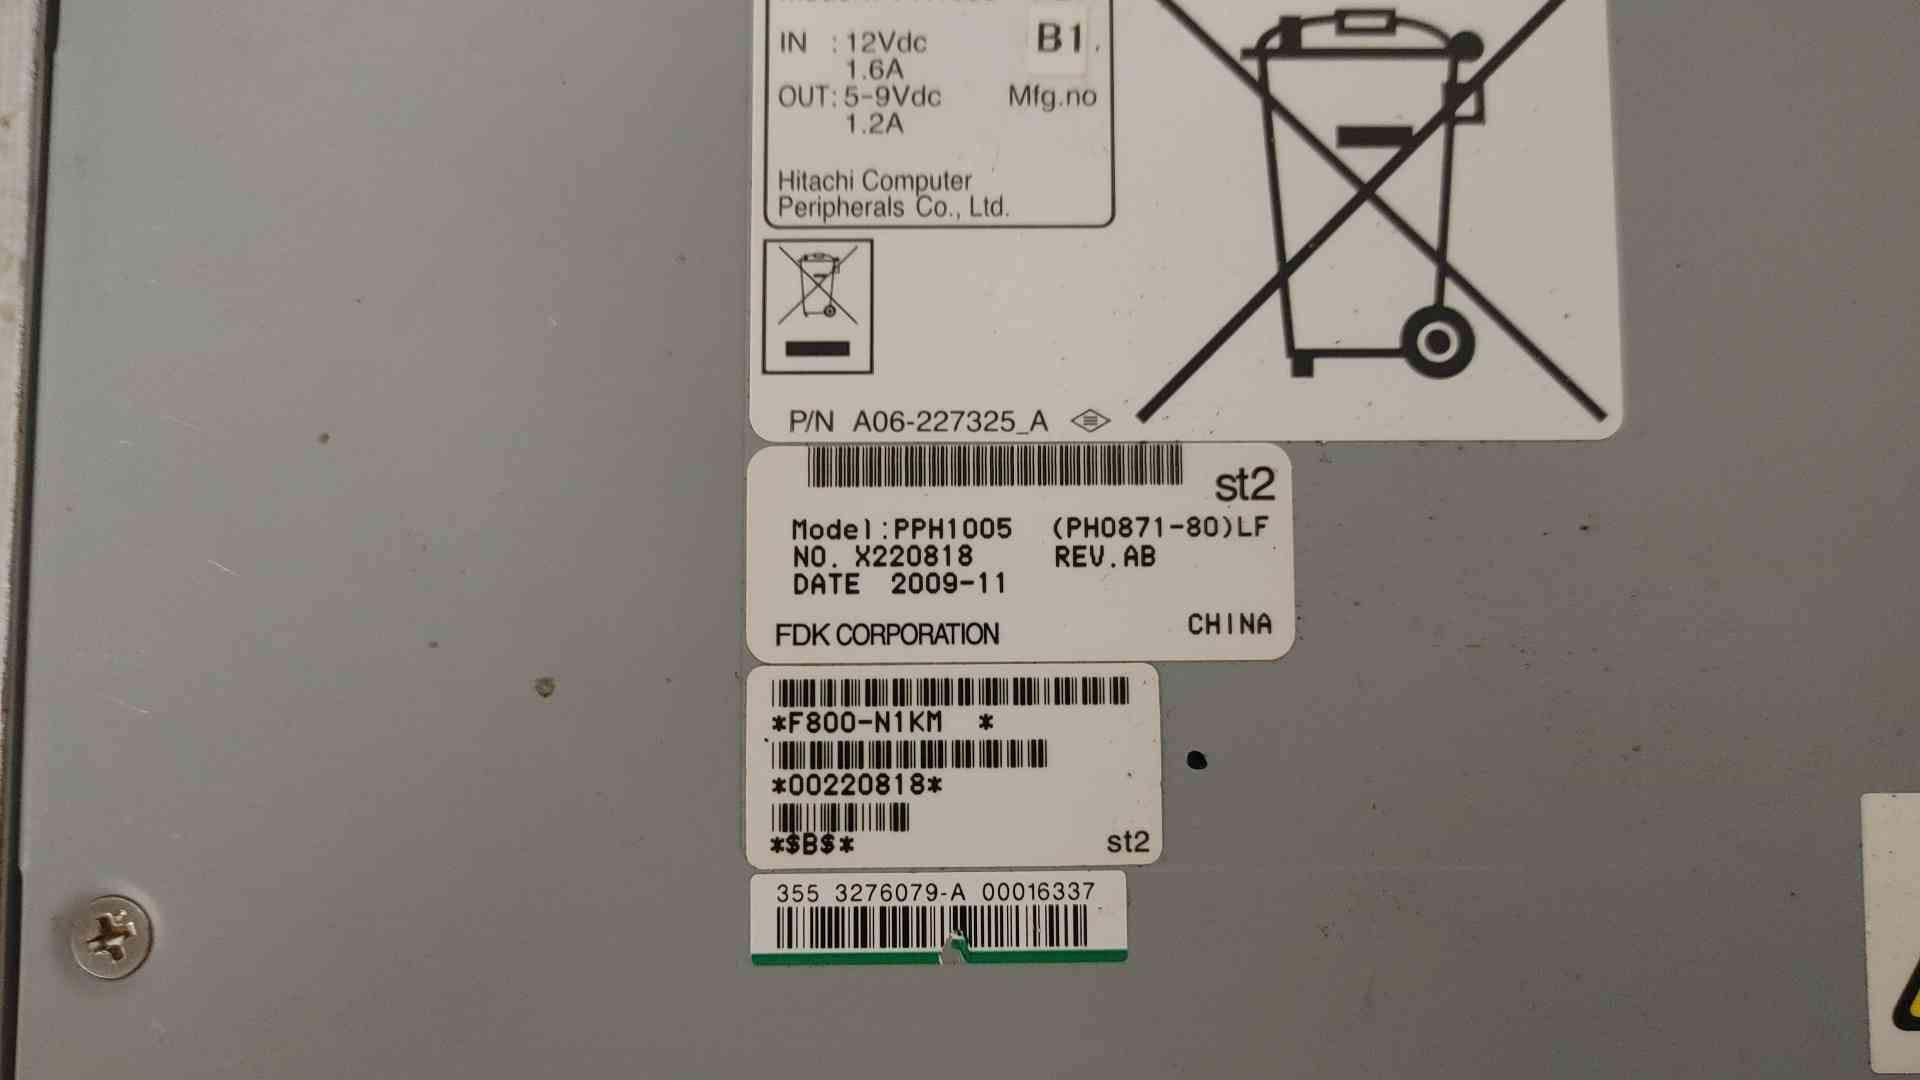 IN : 12Vdc
1.6A
B1.
OUT: 5-9Vdc
1.2A
Mfg.no
Hitachi Computer
Peripherals Co., Ltd.
P/N A06-227325_A
st2
Model:PPH1005 (PH0871-80)LF
NO. X220818 REV.AB
DATE 2009-11
FDK CORPORATION
CHINA
*F800-N1KM *
*00220818*
*$B$*
st2
355 3276079-A 00016337